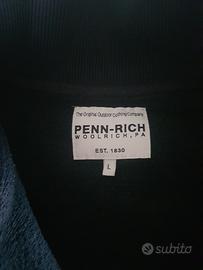 The Original Outdoor Clothing Company
PENN-RICH
WOOLRICH, PA
EST. 1830
L
subito